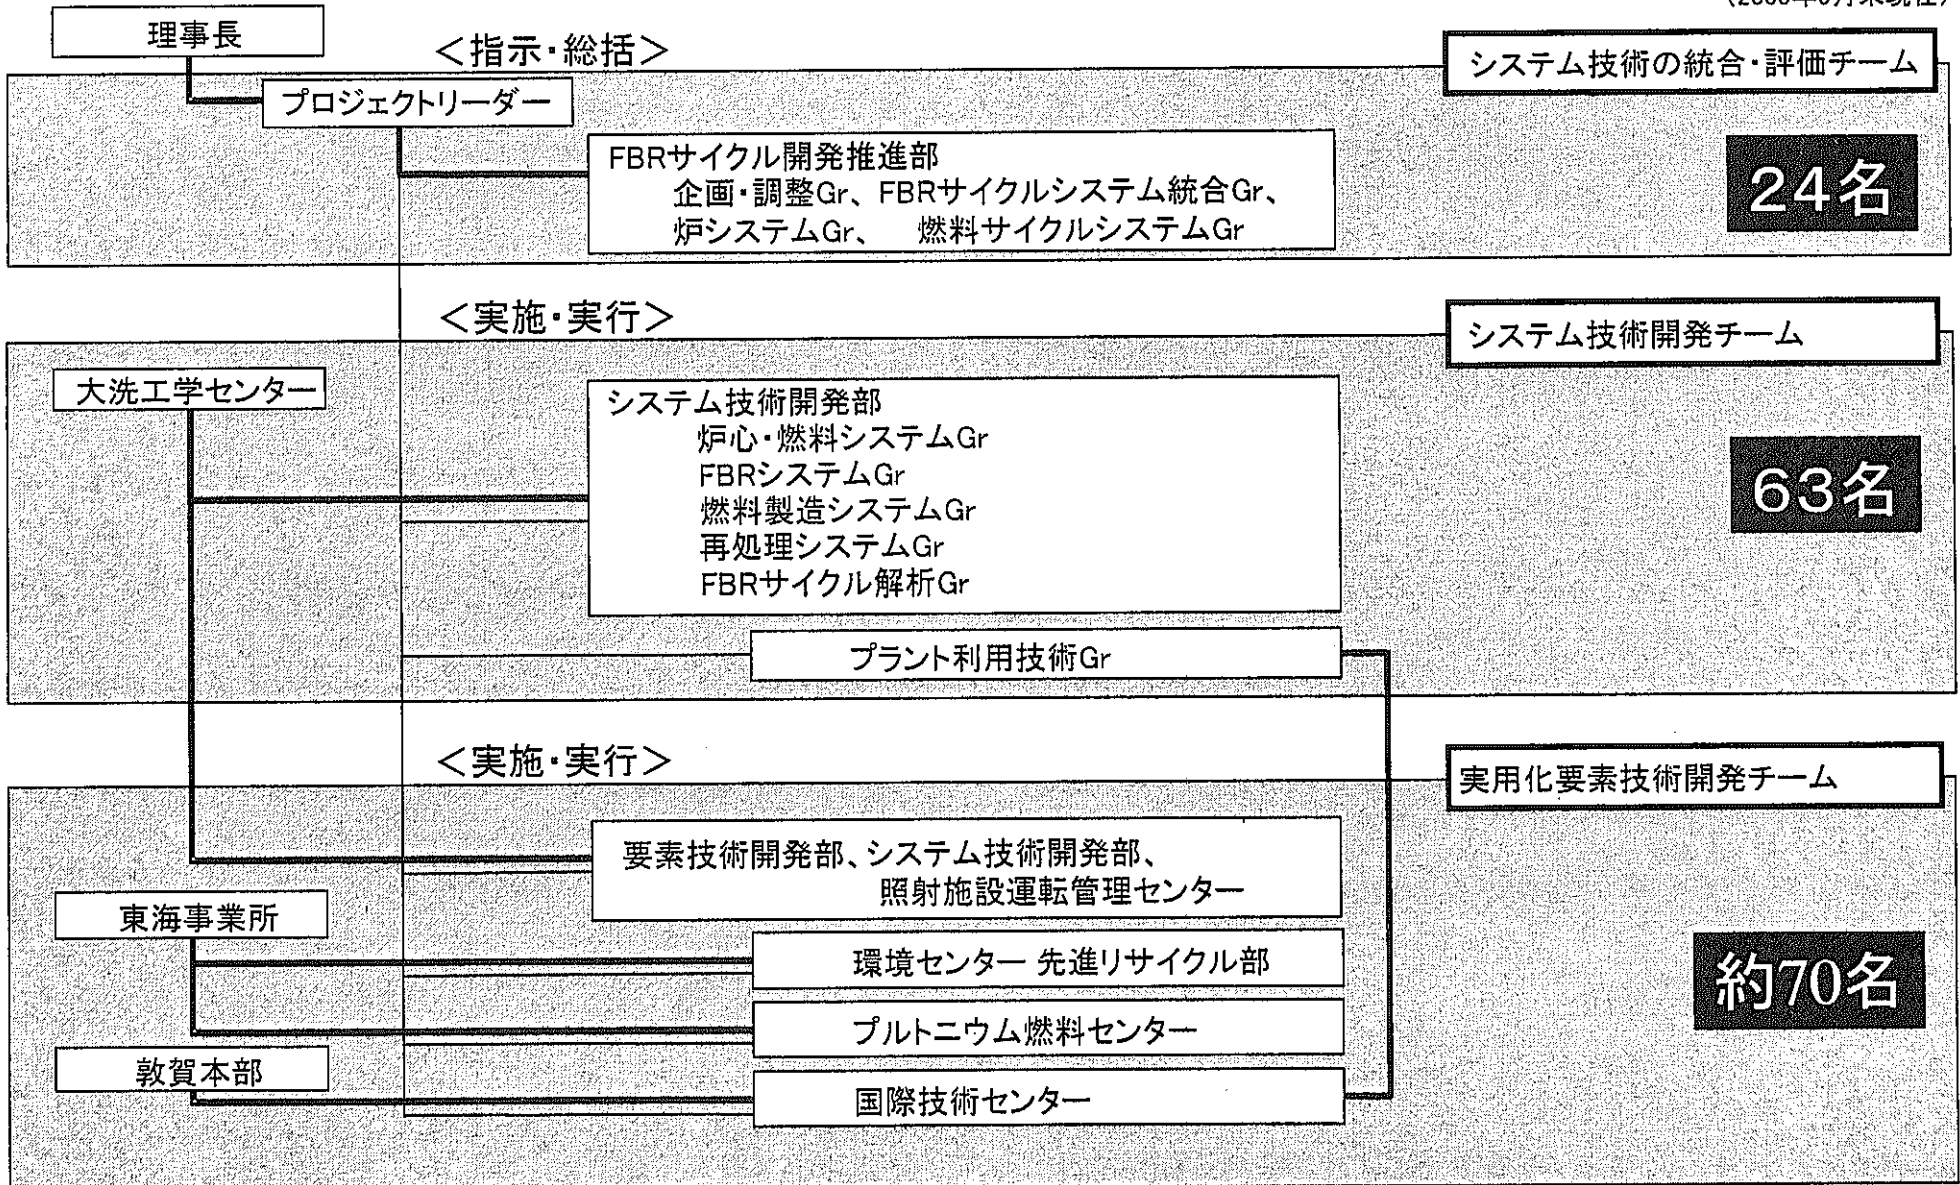 理事長
<指示・総括>
システム技術の統合・評価チーム
プロジェクトリーダー
FBRサイクル開発推進部
企画・調整Gr、FBRサイクルシステム統合Gr、
炉システムGr、 燃料サイクルシステムGr
24名
<実施・実行>
システム技術開発チーム
大洗工学センター
システム技術開発部
炉心・燃料システムGr
FBRシステムGr
燃料製造システムGr
再処理システムGr
FBRサイクル解析Gr
63名
プラント利用技術Gr
<実施・実行>
実用化要素技術開発チーム
要素技術開発部、システム技術開発部、
照射施設運転管理センター
東海事業所
環境センター 先進リサイクル部
約70名
プルトニウム燃料センター
敦賀本部
国際技術センター